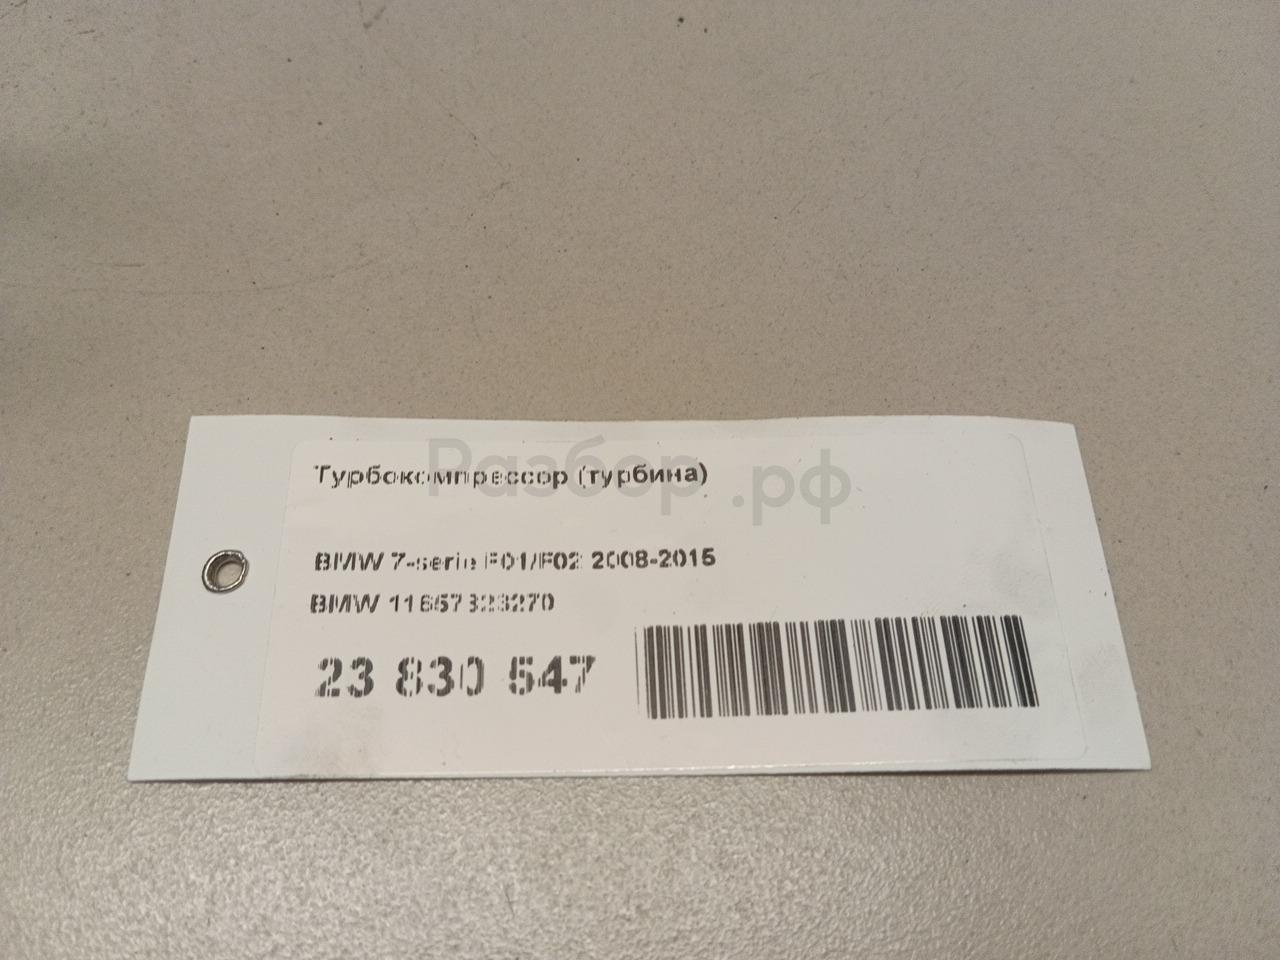 Турбокомпрессор (турбина)
Разбор.рф
BMW 7-serie F01/F02 2008-2015
BMW 11657823270
23 830 547